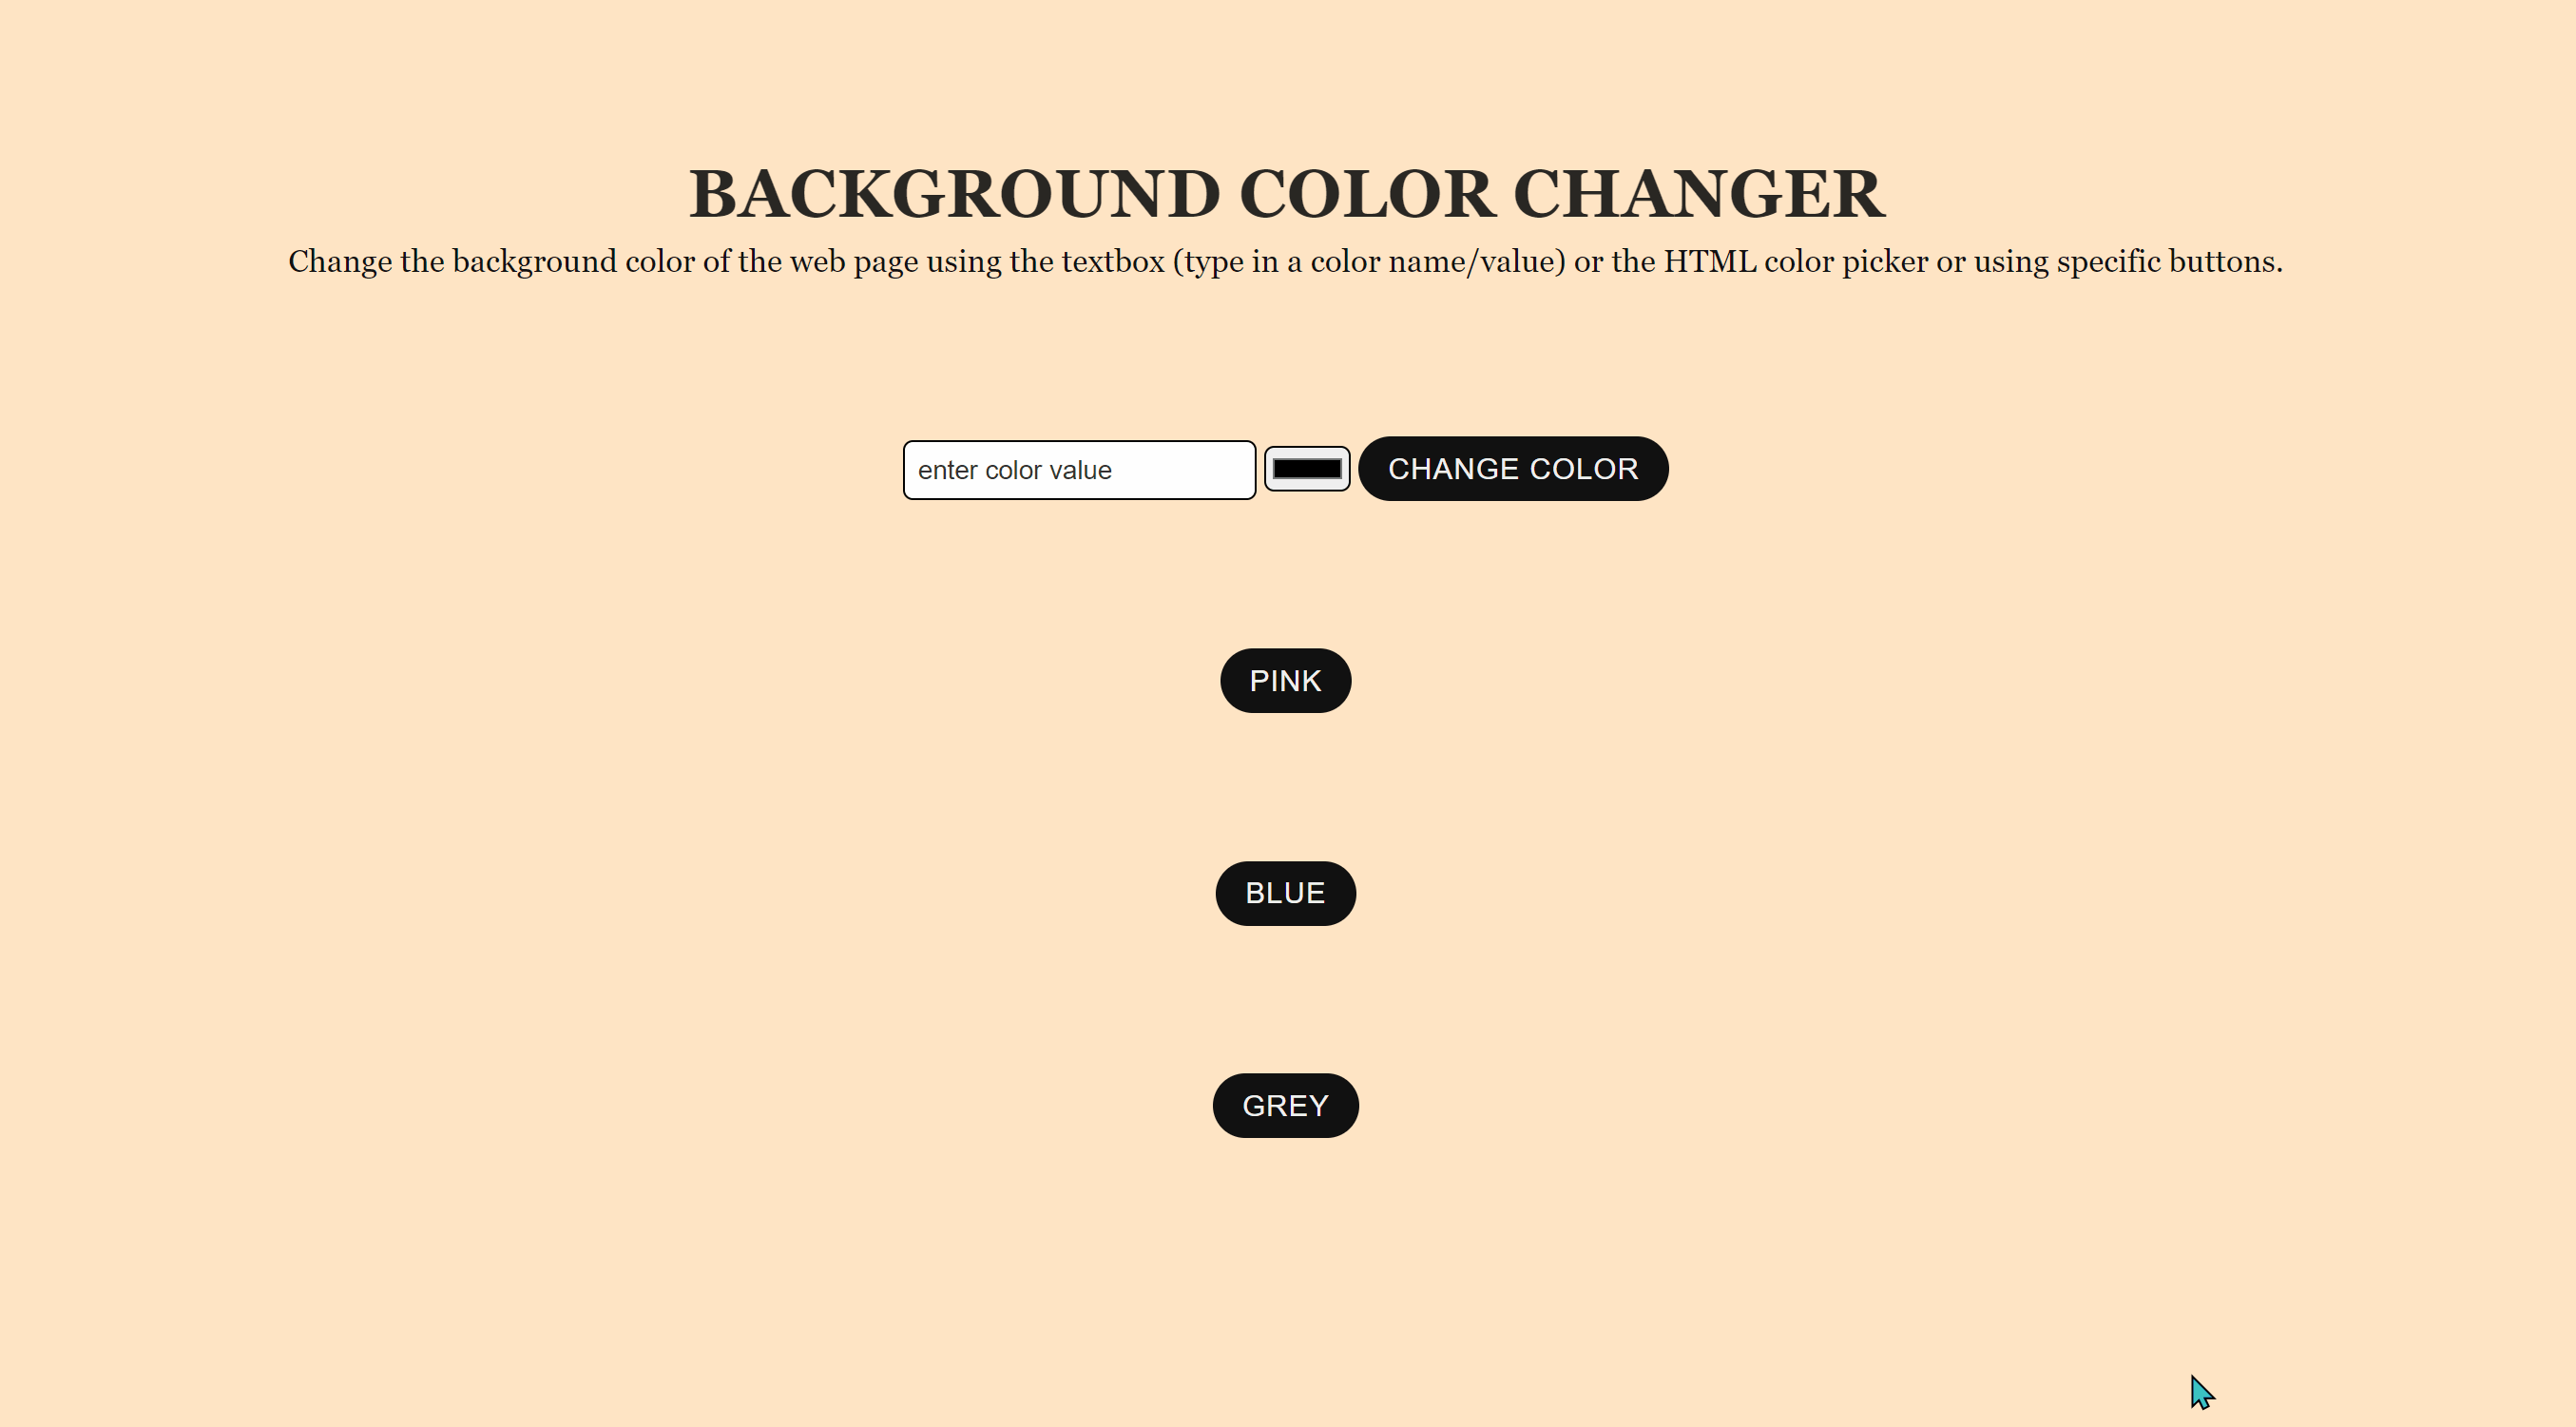 BACKGROUND COLOR CHANGER
Change the background color of the web page using the textbox (type in a color name/value) or the HTML color picker or using specific buttons.
enter color value CHANGE COLOR
PINK
BLUE
GREY